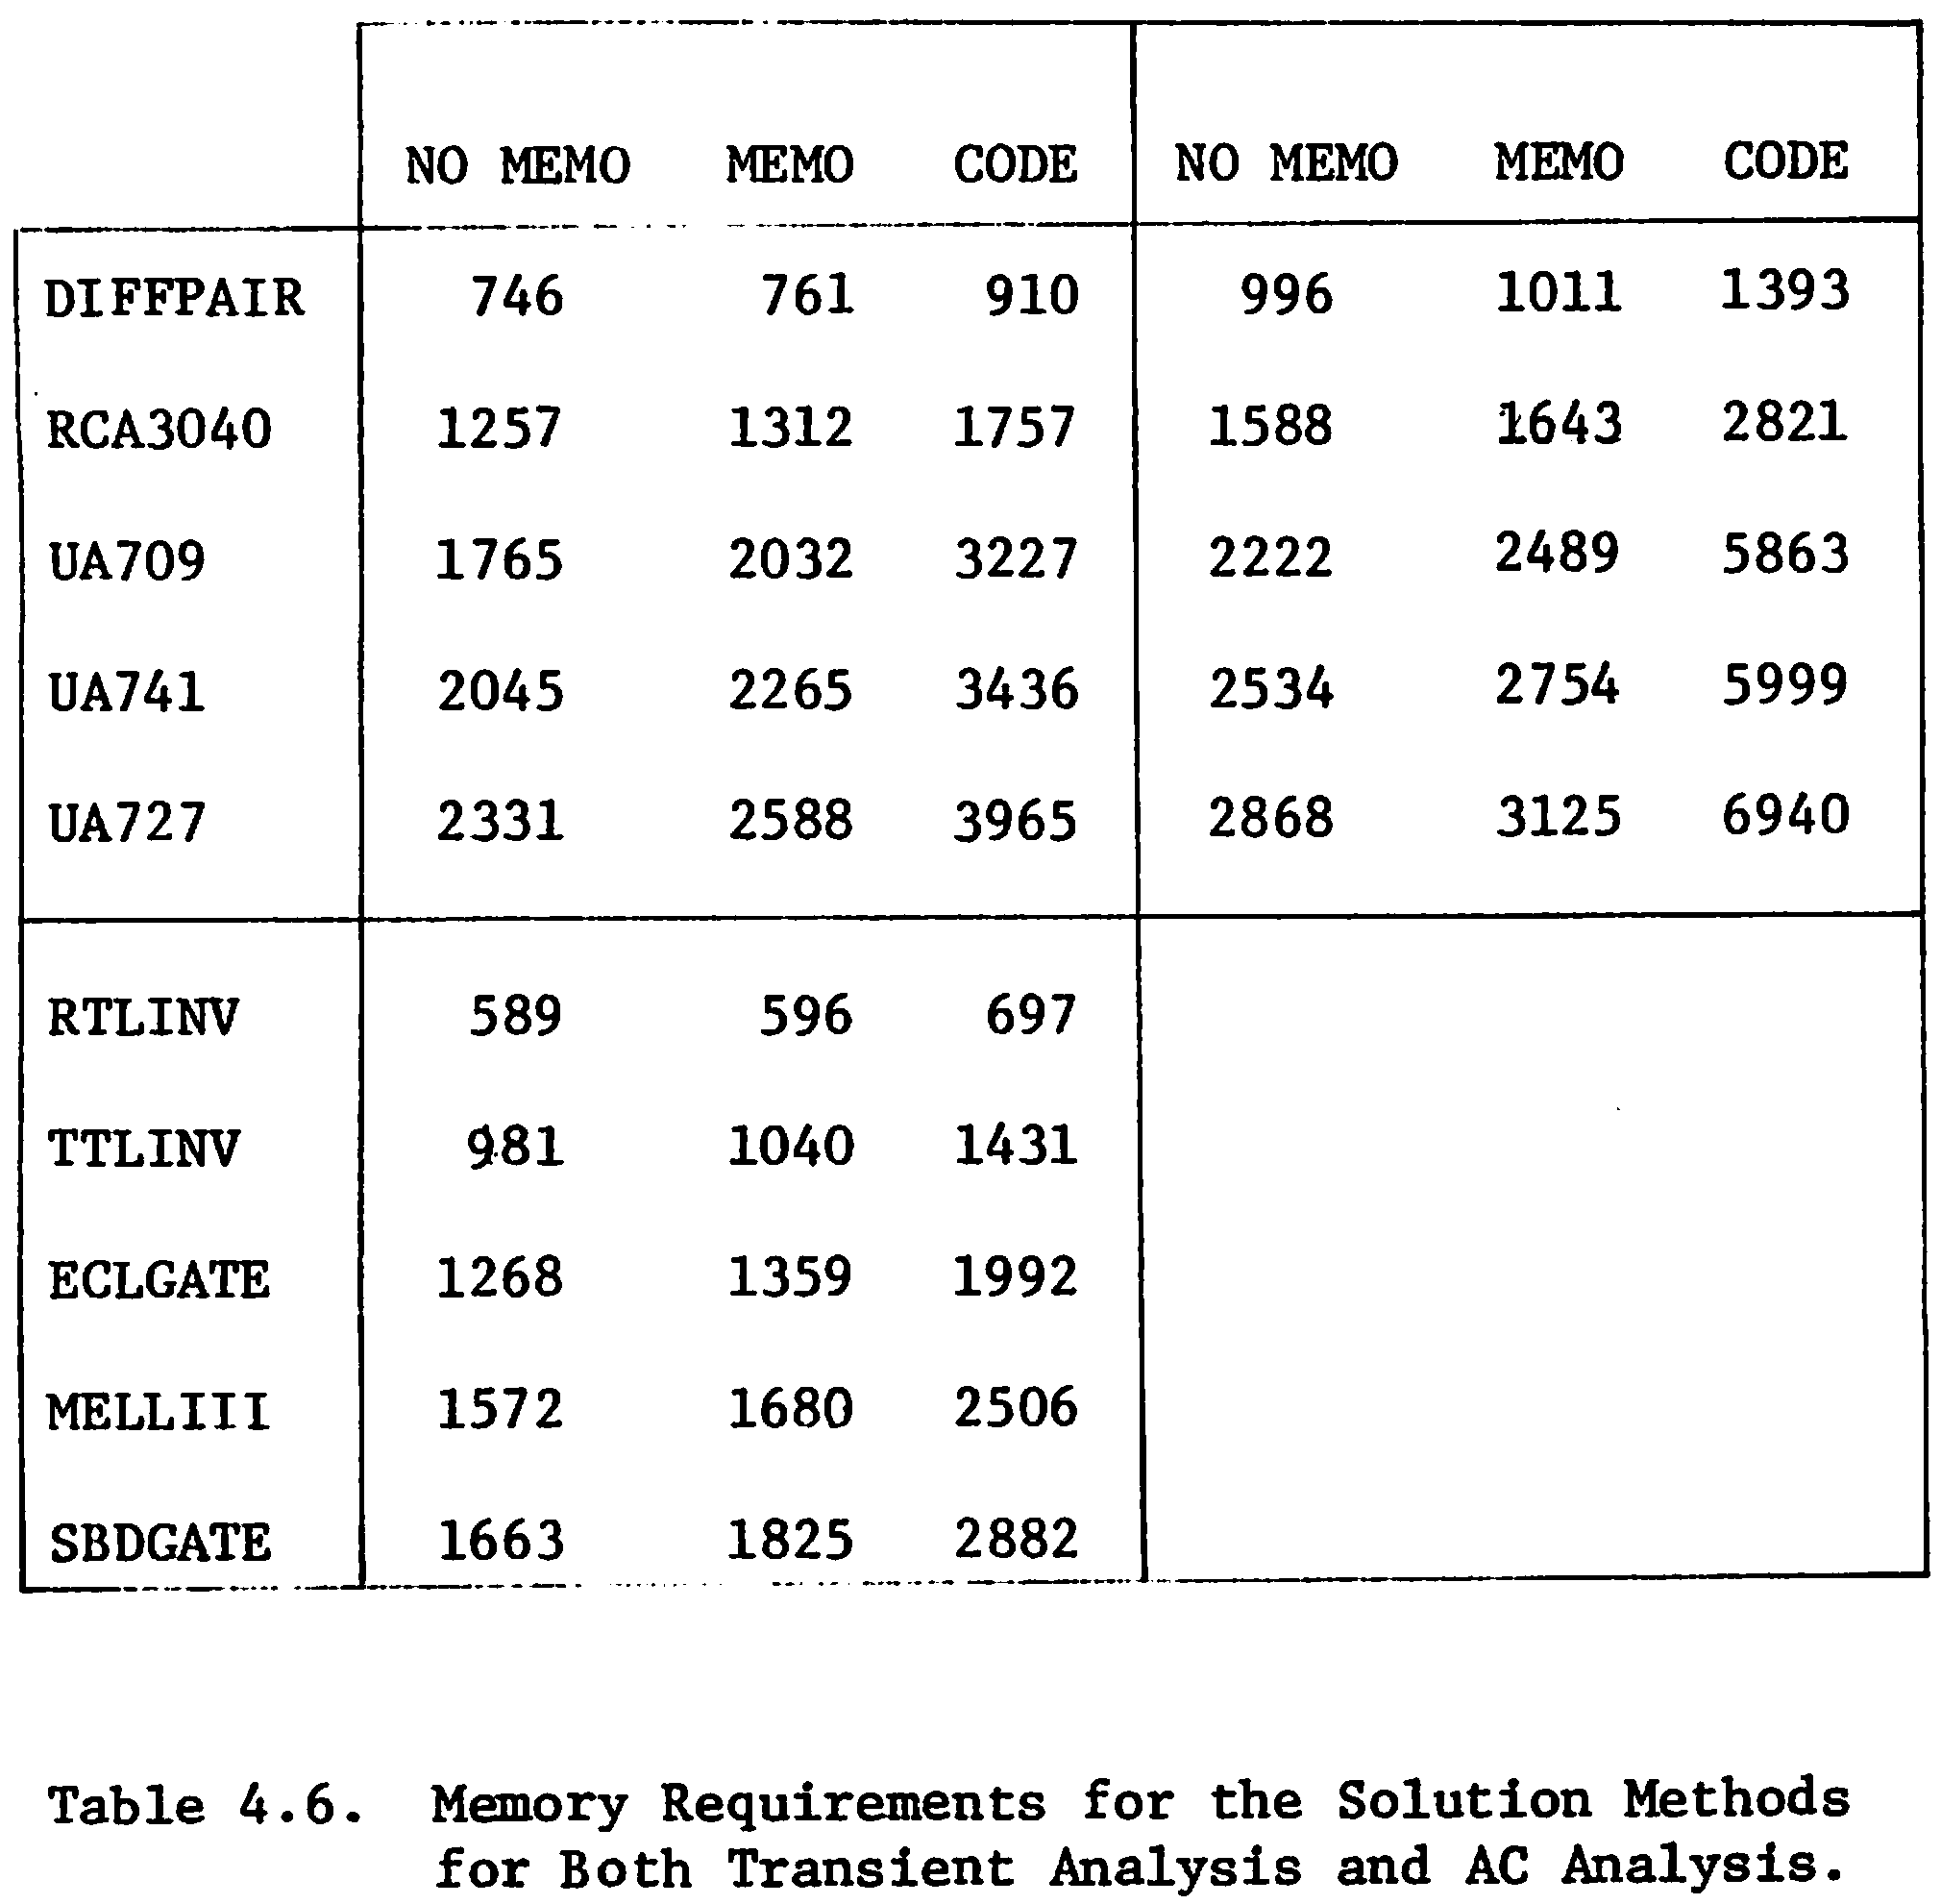 NO MEMO MEMO CODE NO MEMO MEMO CODE
DIFFPAIR 746 761 910 996 1011 1393
RCA3040 1257 1312 1757 1588 1643 2821
UA709 1765 2032 3227 2222 2489 5863
UA741 2045 2265 3436 2534 2754 5999
UA727 2331 2588 3965 2868 3125 6940
RTLINV 589 596 697
TTLINV 981 1040 1431
ECLGATE 1268 1359 1992
MELLIII 1572 1680 2506
SBDGATE 1663 1825 2882
Table 4.6. Memory Requirements for the Solution Methods
for Both Transient Analysis and AC Analysis.